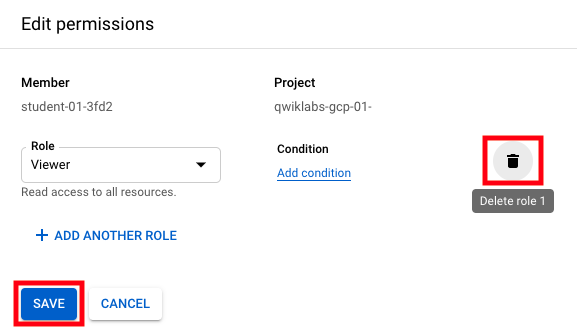 Edit permissions
Member
Project
student-01-3fd2
qwiklabs-gcp-01-
Role
Viewer
Condition
Add condition
Read access to all resources.
Delete role 1
ADD ANOTHER ROLE
SAVE
CANCEL